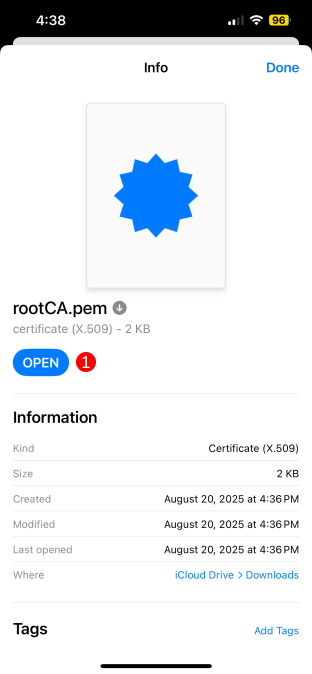 4:38
96
Info
Done
rootCA.pem
certificate (X.509) - 2 KB
OPEN 1
Information
Kind Certificate (X.509)
Size 2 KB
Created August 20, 2025 at 4:36 PM
Modified August 20, 2025 at 4:36 PM
Last opened August 20, 2025 at 4:36 PM
Where iCloud Drive > Downloads
Tags Add Tags